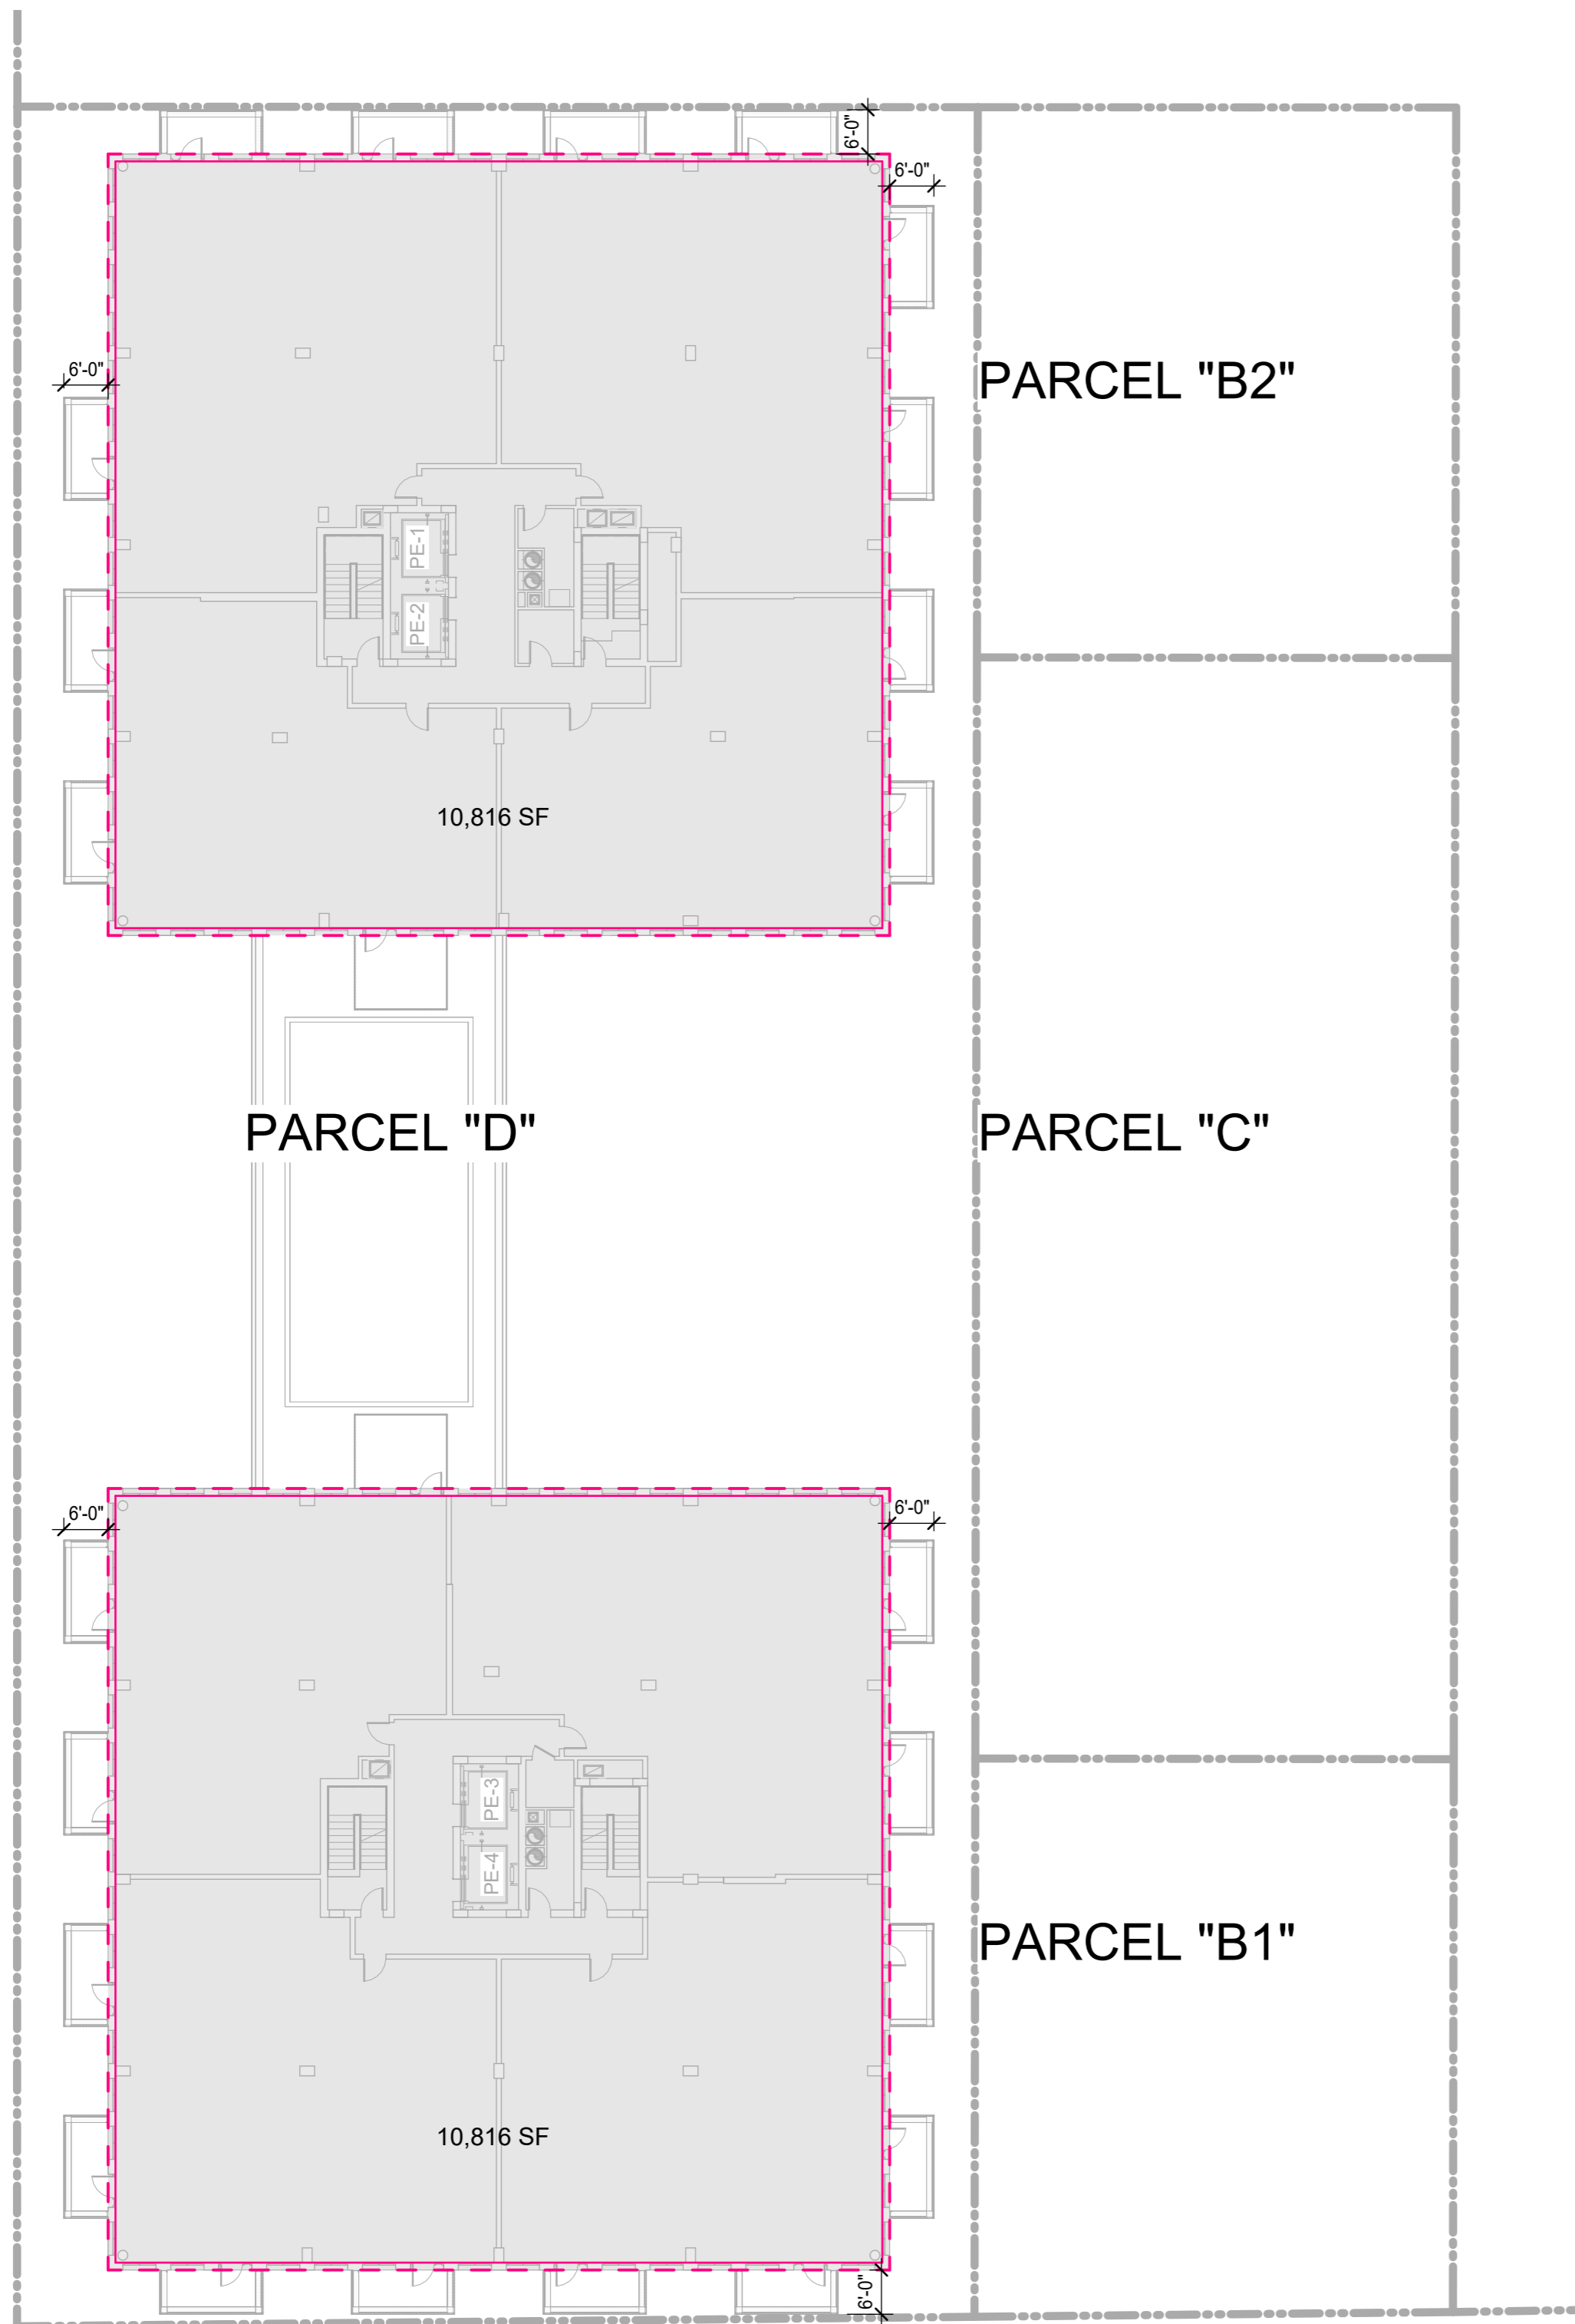 6'-0"
6'-0"
6'-0"
PARCEL "B2"
PE-1
PE-2
10,816 SF
PARCEL "D"
PARCEL "C"
6'-0"
6'-0"
PE-3
PE-4
PARCEL "B1"
10,816 SF
6'-0"